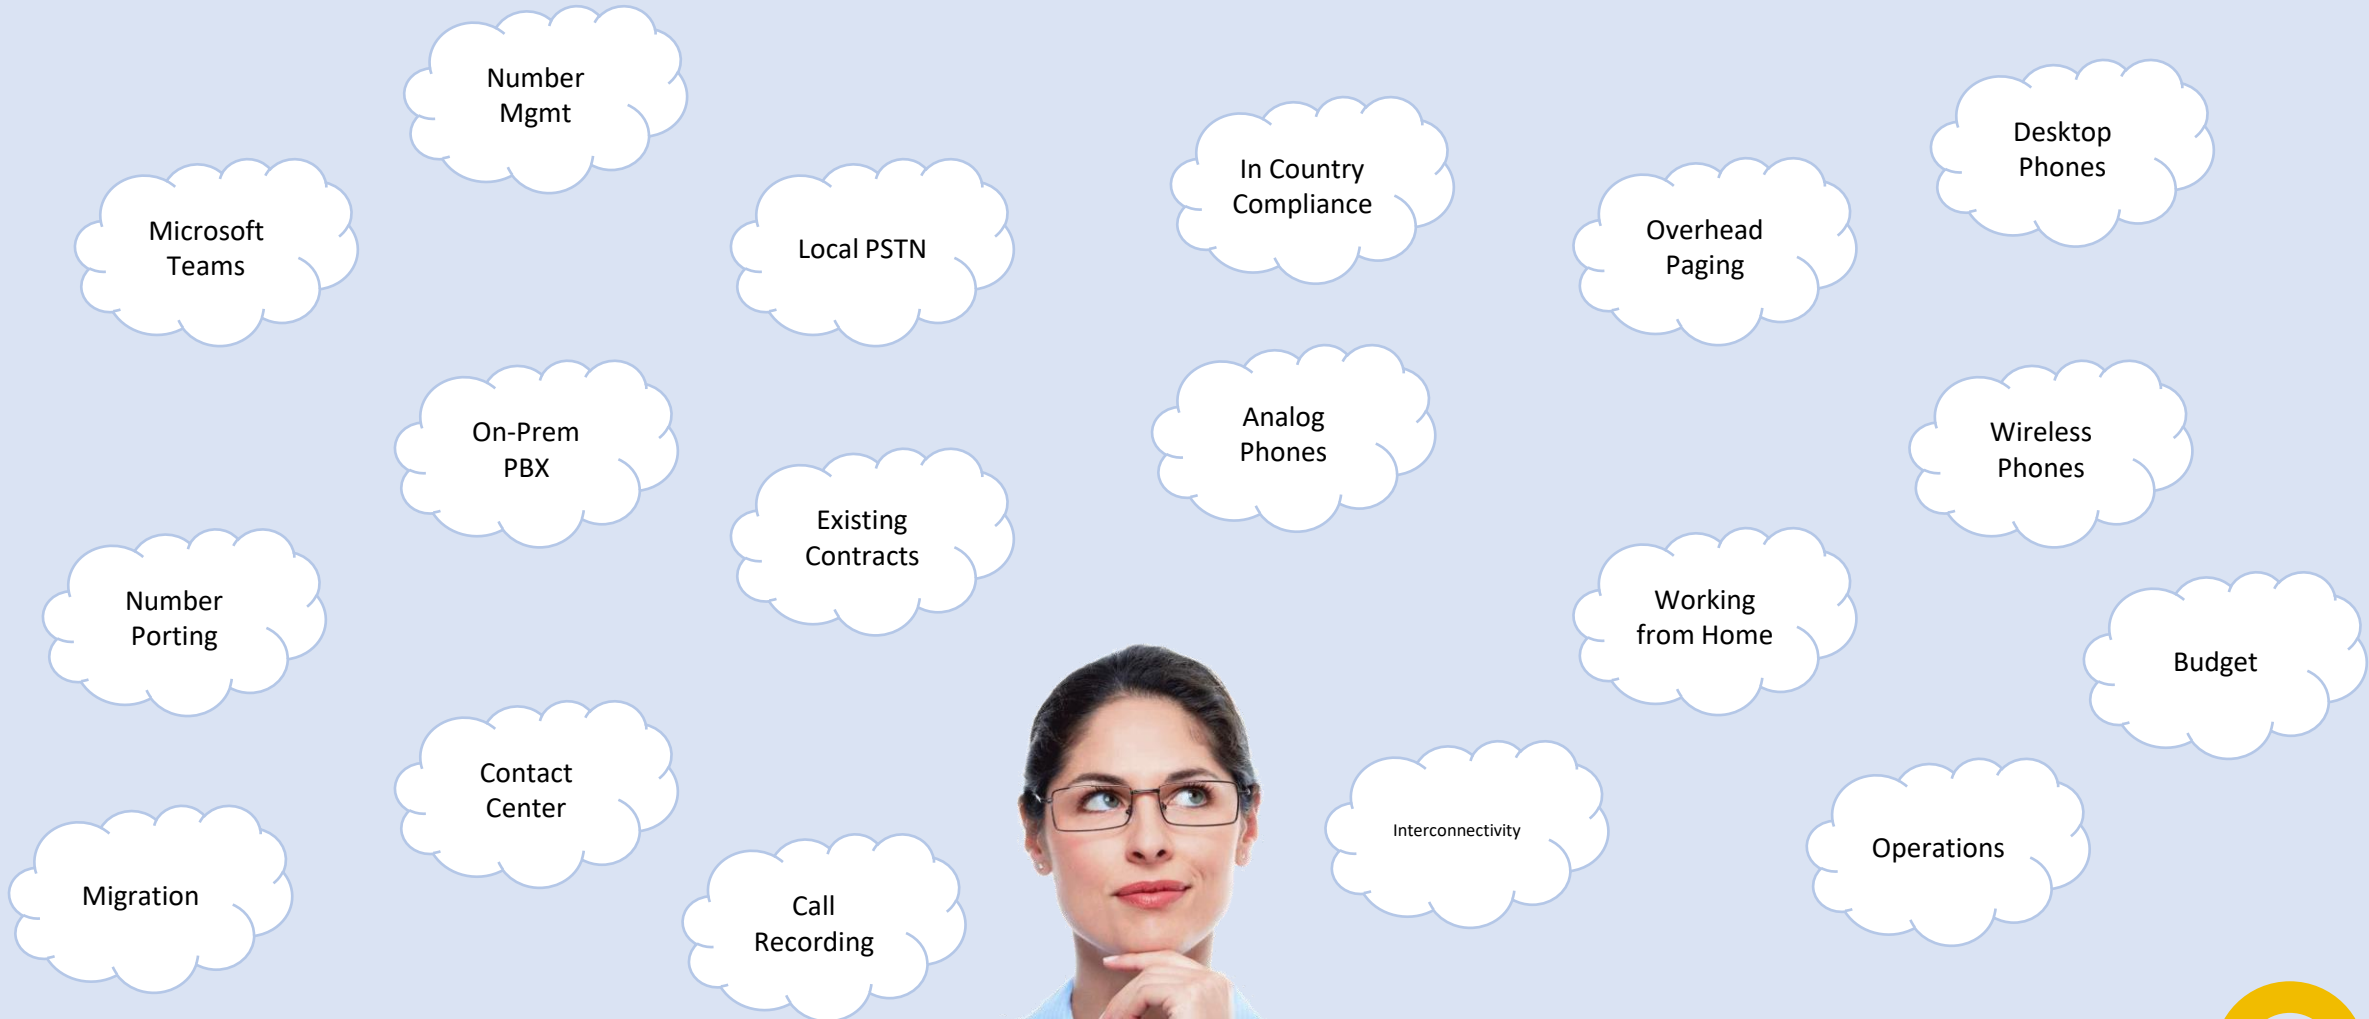 Number
Mgmt
Desktop
Phones
In Country
Compliance
Microsoft
Teams
Local PSTN
Overhead
Paging
On-Prem
PBX
Analog
Phones
Wireless
Phones
Existing
Contracts
Number
Porting
Working
from Home
Budget
Contact
Center
Interconnectivity
Operations
Migration
Call
Recording